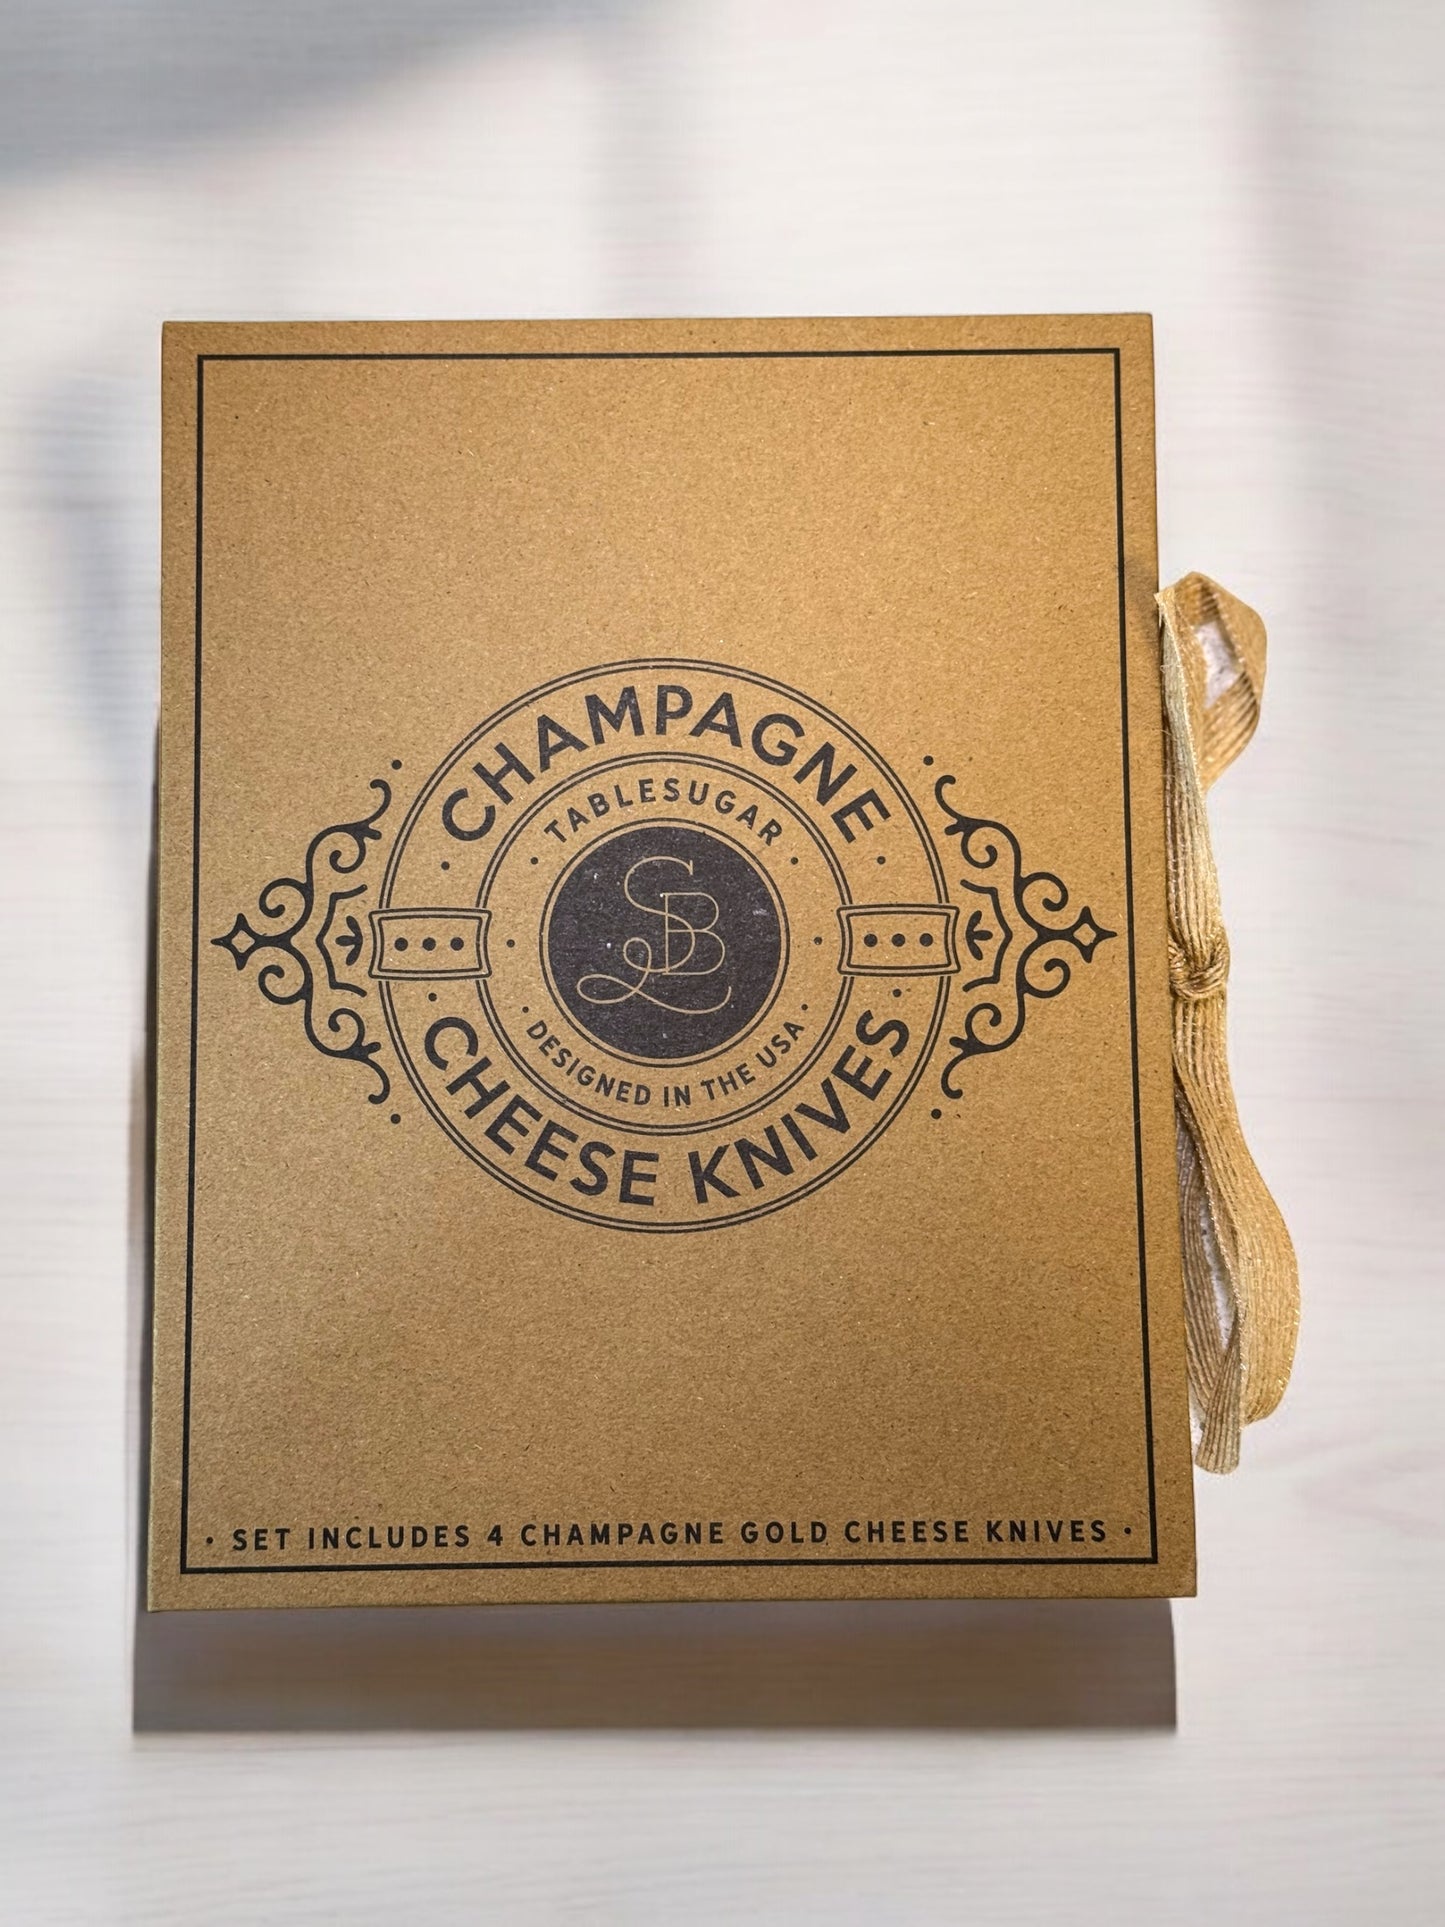 CHAMPAGNE
TABLESUGAR
SB
DESIGNED IN THE USA
CHEESE KNIVES
• SET INCLUDES 4 CHAMPAGNE GOLD CHEESE KNIVES •